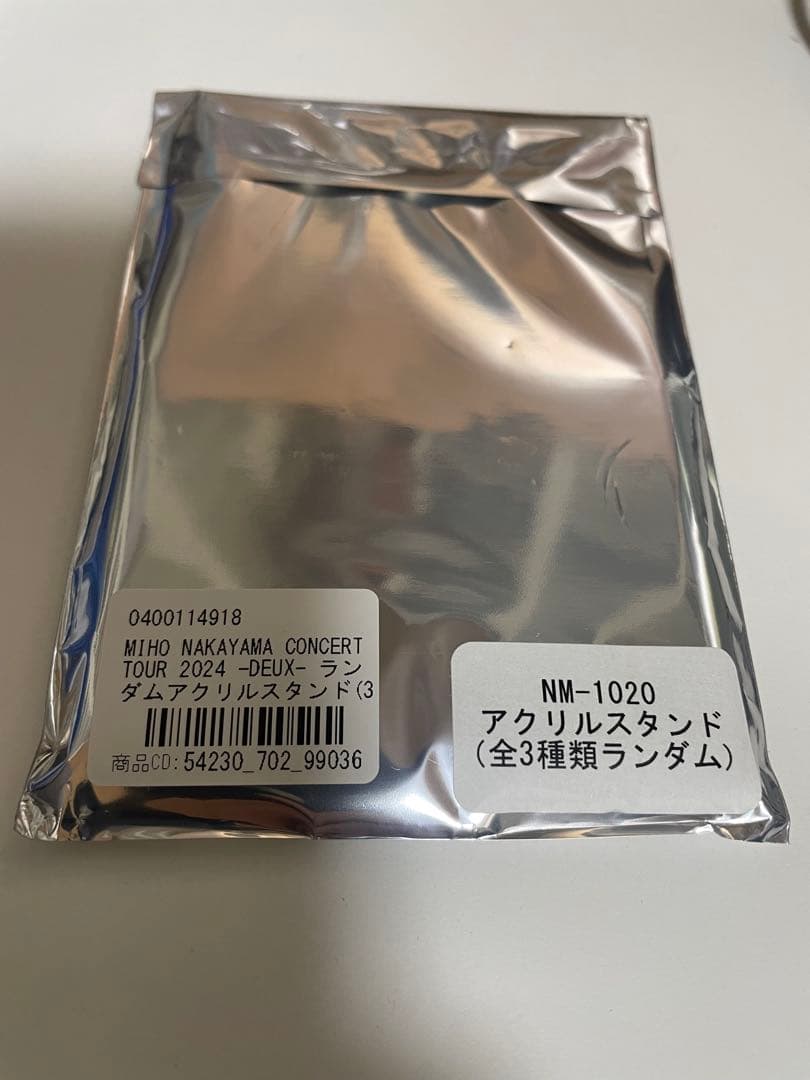 0400114918
MIHO NAKAYAMA CONCERT
TOUR 2024 -DEUX- ラン
ダムアクリルスタンド(3
商品CD:54230_702_99036
NM-1020
アクリルスタンド
(全3種類ランダム)